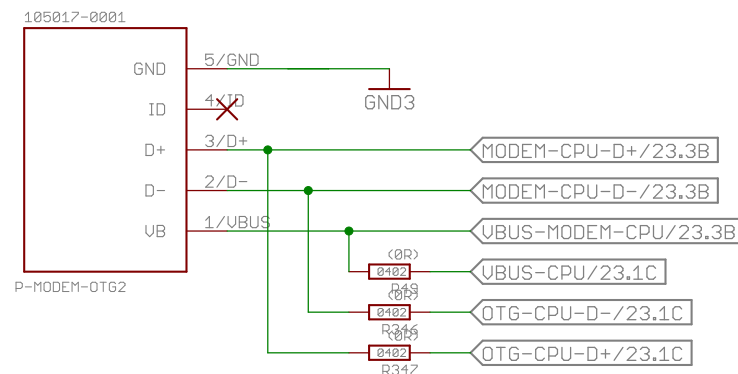 105017-0001
GND 5/GND
GND3
ID 4/ID
D+ 3/D+ MODEM-CPU-D+/23.3B
D- 2/D- MODEM-CPU-D-/23.3B
VB 1/VBUS VBUS-MODEM-CPU/23.3B
(0R)
0402 VBUS-CPU/23.1C
R49
P-MODEM-OTG2
(0R)
0402 OTG-CPU-D-/23.1C
R346
(0R)
0402 OTG-CPU-D+/23.1C
R347